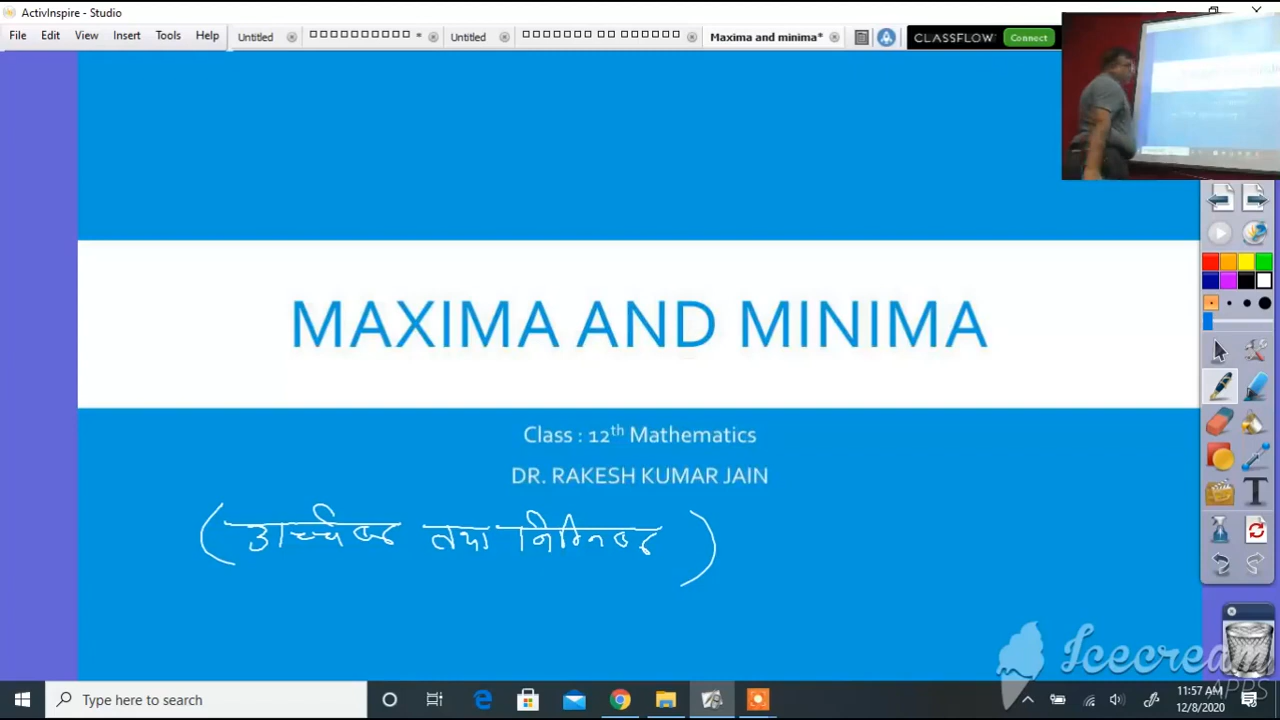 ActivInspire - Studio
File Edit View Insert Tools Help Untitled Untitled Maxima and minima* CLASSFLOW Connect
MAXIMA AND MINIMA
Class : 12th Mathematics
DR. RAKESH KUMAR JAIN
तथा
Icecream
APPS
Type here to search
11:57 AM
12/8/2020